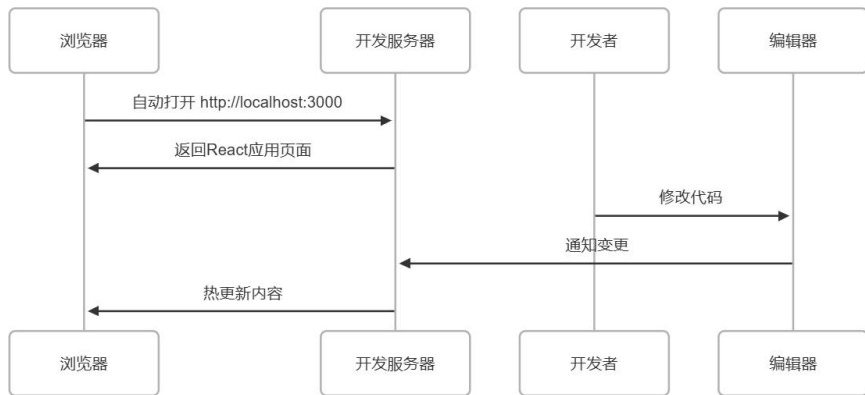 浏览器
开发服务器
开发者
编辑器
自动打开 http://localhost:3000
返回React应用页面
修改代码
通知变更
热更新内容
浏览器
开发服务器
开发者
编辑器